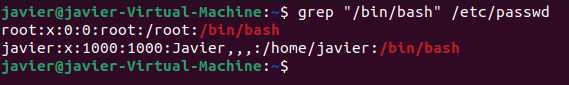 javier@javier-Virtual-Machine:~$ grep "/bin/bash" /etc/passwd
root:x:0:0:root:/root:/bin/bash
javier:x:1000:1000:Javier,,,:/home/javier:/bin/bash
javier@javier-Virtual-Machine:~$